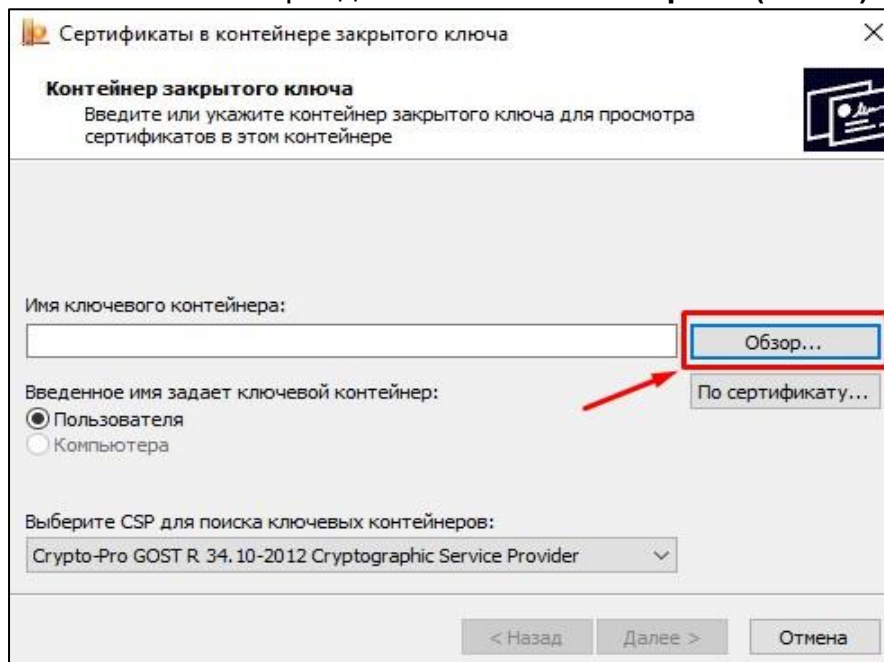 Сертификаты в контейнере закрытого ключа
Контейнер закрытого ключа
Введите или укажите контейнер закрытого ключа для просмотра
сертификатов в этом контейнере
Имя ключевого контейнера:
Обзор...
Введенное имя задает ключевой контейнер:
По сертификату...
Пользователя
Компьютера
Выберите CSP для поиска ключевых контейнеров:
Crypto-Pro GOST R 34.10-2012 Cryptographic Service Provider
< Назад
Далее >
Отмена